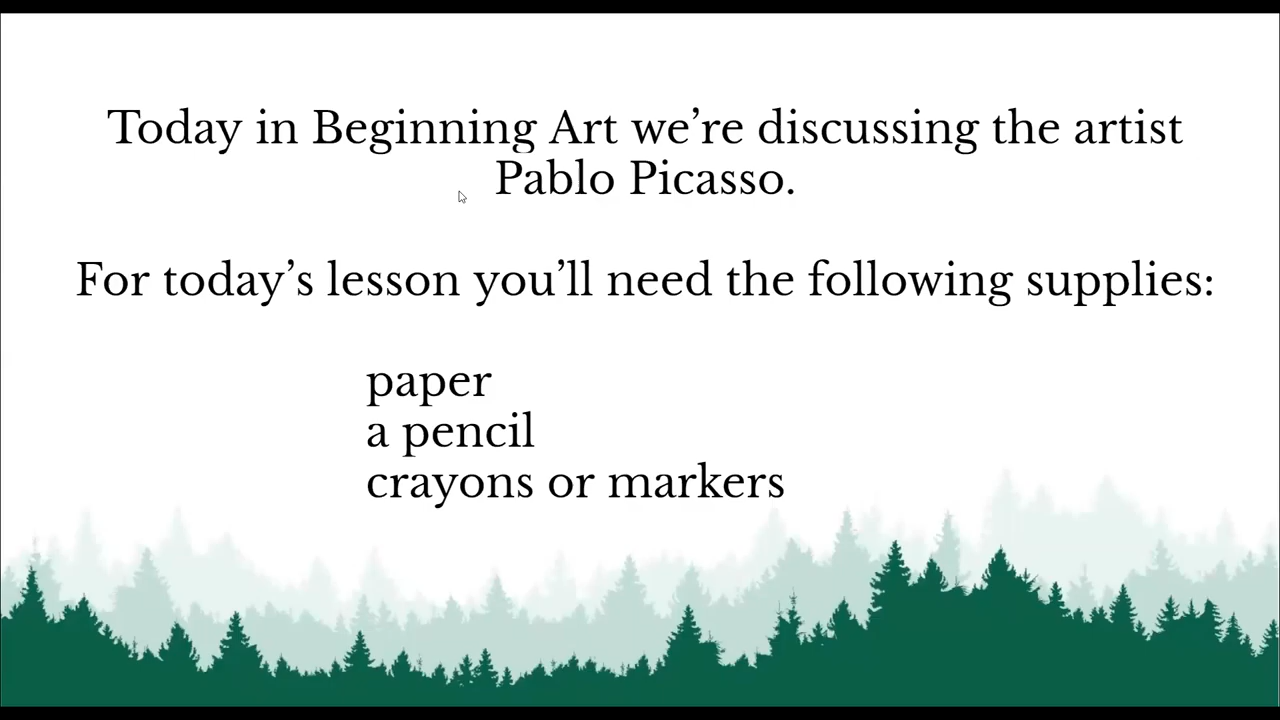 Today in Beginning Art we’re discussing the artist
Pablo Picasso.
For today’s lesson you’ll need the following supplies:
paper
a pencil
crayons or markers